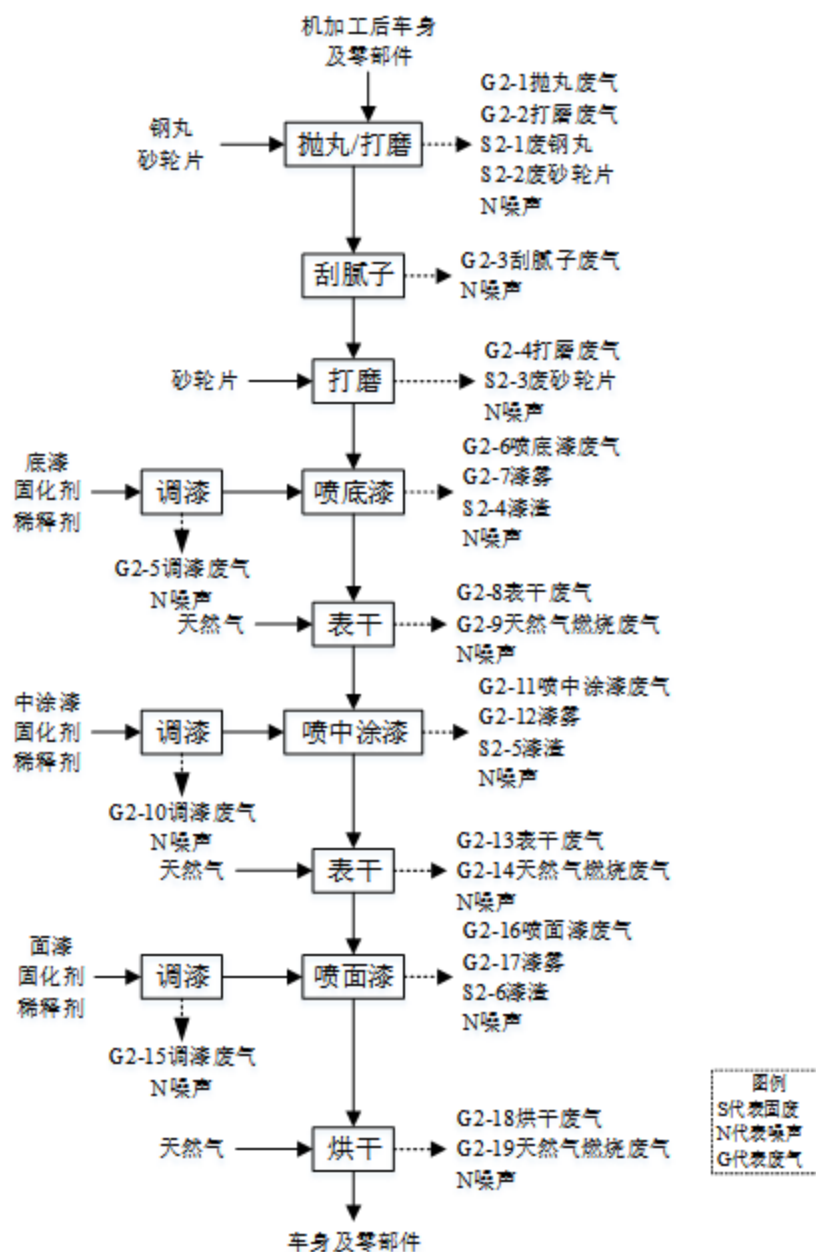 机加工后车身
及零部件
钢丸
砂轮片
抛丸/打磨
G2-1抛丸废气
G2-2打磨废气
S2-1废钢丸
S2-2废砂轮片
N噪声
刮腻子
G2-3刮腻子废气
N噪声
砂轮片
打磨
G2-4打磨废气
S2-3废砂轮片
N噪声
底漆
固化剂
稀释剂
调漆
喷底漆
G2-6喷底漆废气
G2-7漆雾
S2-4漆渣
N噪声
G2-5调漆废气
N噪声
天然气
表干
G2-8表干废气
G2-9天然气燃烧废气
N噪声
中涂漆
固化剂
稀释剂
调漆
喷中涂漆
G2-11喷中涂漆废气
G2-12漆雾
S2-5漆渣
N噪声
G2-10调漆废气
N噪声
天然气
表干
G2-13表干废气
G2-14天然气燃烧废气
N噪声
面漆
固化剂
稀释剂
调漆
喷面漆
G2-16喷面漆废气
G2-17漆雾
S2-6漆渣
N噪声
G2-15调漆废气
N噪声
天然气
烘干
G2-18烘干废气
G2-19天然气燃烧废气
N噪声
车身及零部件
图例
S代表固废
N代表噪声
G代表废气